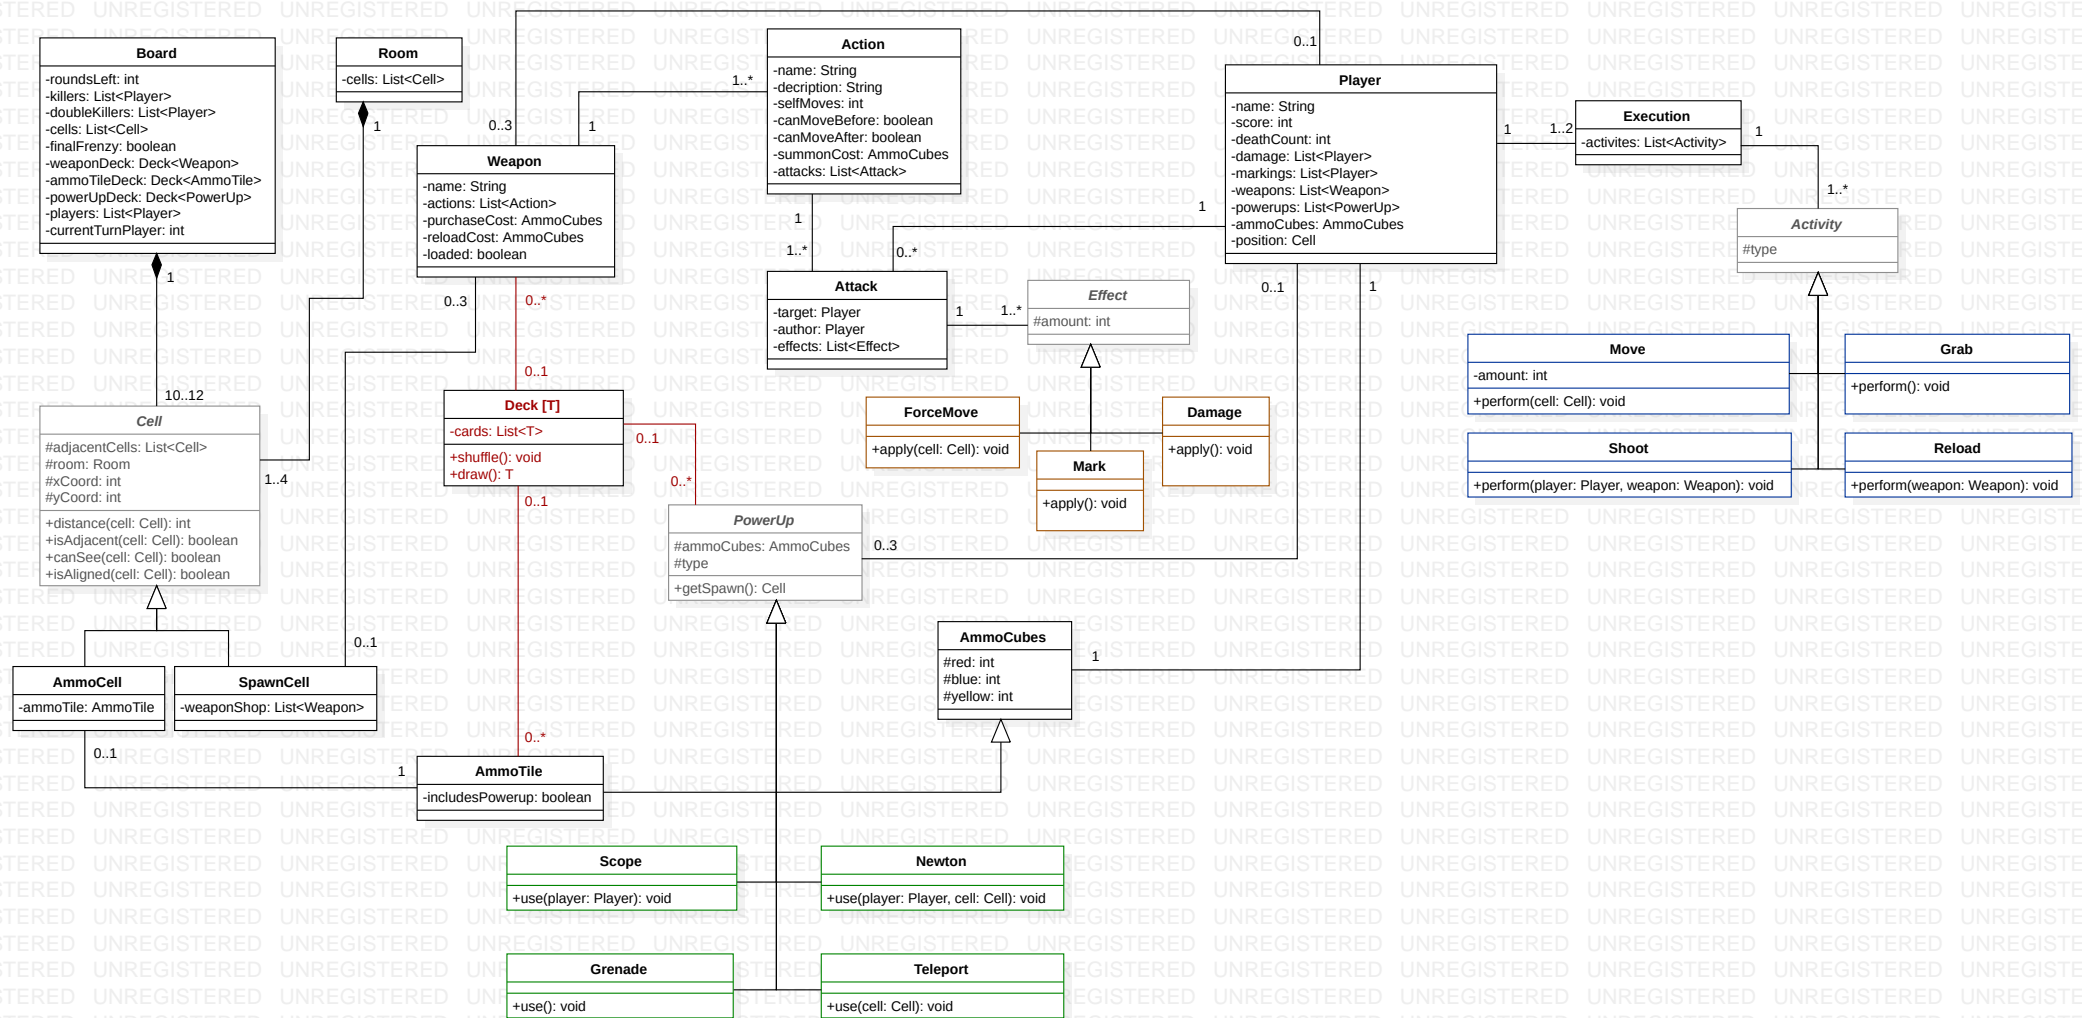 Board
-roundsLeft: int
-killers: List<Player>
-doubleKillers: List<Player>
-cells: List<Cell>
-finalFrenzy: boolean
-weaponDeck: Deck<Weapon>
-ammoTileDeck: Deck<AmmoTile>
-powerUpDeck: Deck<PowerUp>
-players: List<Player>
-currentTurnPlayer: int
1
10..12
Room
-cells: List<Cell>
1
1..4
Cell
#adjacentCells: List<Cell>
#room: Room
#xCoord: int
#yCoord: int
+distance(cell: Cell): int
+isAdjacent(cell: Cell): boolean
+canSee(cell: Cell): boolean
+isAligned(cell: Cell): boolean
AmmoCell
-ammoTile: AmmoTile
0..1
1
SpawnCell
-weaponShop: List<Weapon>
0..1
0..3
Weapon
-name: String
-actions: List<Action>
-purchaseCost: AmmoCubes
-reloadCost: AmmoCubes
-loaded: boolean
0..3
0..1
1
1..*
0..*
0..1
Deck [T]
-cards: List<T>
+shuffle(): void
+draw(): T
0..1
0..*
0..1
0..*
AmmoTile
-includesPowerup: boolean
Action
-name: String
-decription: String
-selfMoves: int
-canMoveBefore: boolean
-canMoveAfter: boolean
-summonCost: AmmoCubes
-attacks: List<Attack>
1
1..*
Attack
-target: Player
-author: Player
-effects: List<Effect>
1
0..*
1
1..*
Effect
#amount: int
ForceMove
+apply(cell: Cell): void
Mark
+apply(): void
Damage
+apply(): void
PowerUp
#ammoCubes: AmmoCubes
#type
+getSpawn(): Cell
0..3
0..1
AmmoCubes
#red: int
#blue: int
#yellow: int
1
1
Scope
+use(player: Player): void
Newton
+use(player: Player, cell: Cell): void
Grenade
+use(): void
Teleport
+use(cell: Cell): void
Player
-name: String
-score: int
-deathCount: int
-damage: List<Player>
-markings: List<Player>
-weapons: List<Weapon>
-powerups: List<PowerUp>
-ammoCubes: AmmoCubes
-position: Cell
1
1..2
Execution
-activites: List<Activity>
1
1..*
Activity
#type
Move
-amount: int
+perform(cell: Cell): void
Grab
+perform(): void
Shoot
+perform(player: Player, weapon: Weapon): void
Reload
+perform(weapon: Weapon): void
UNREGISTERED